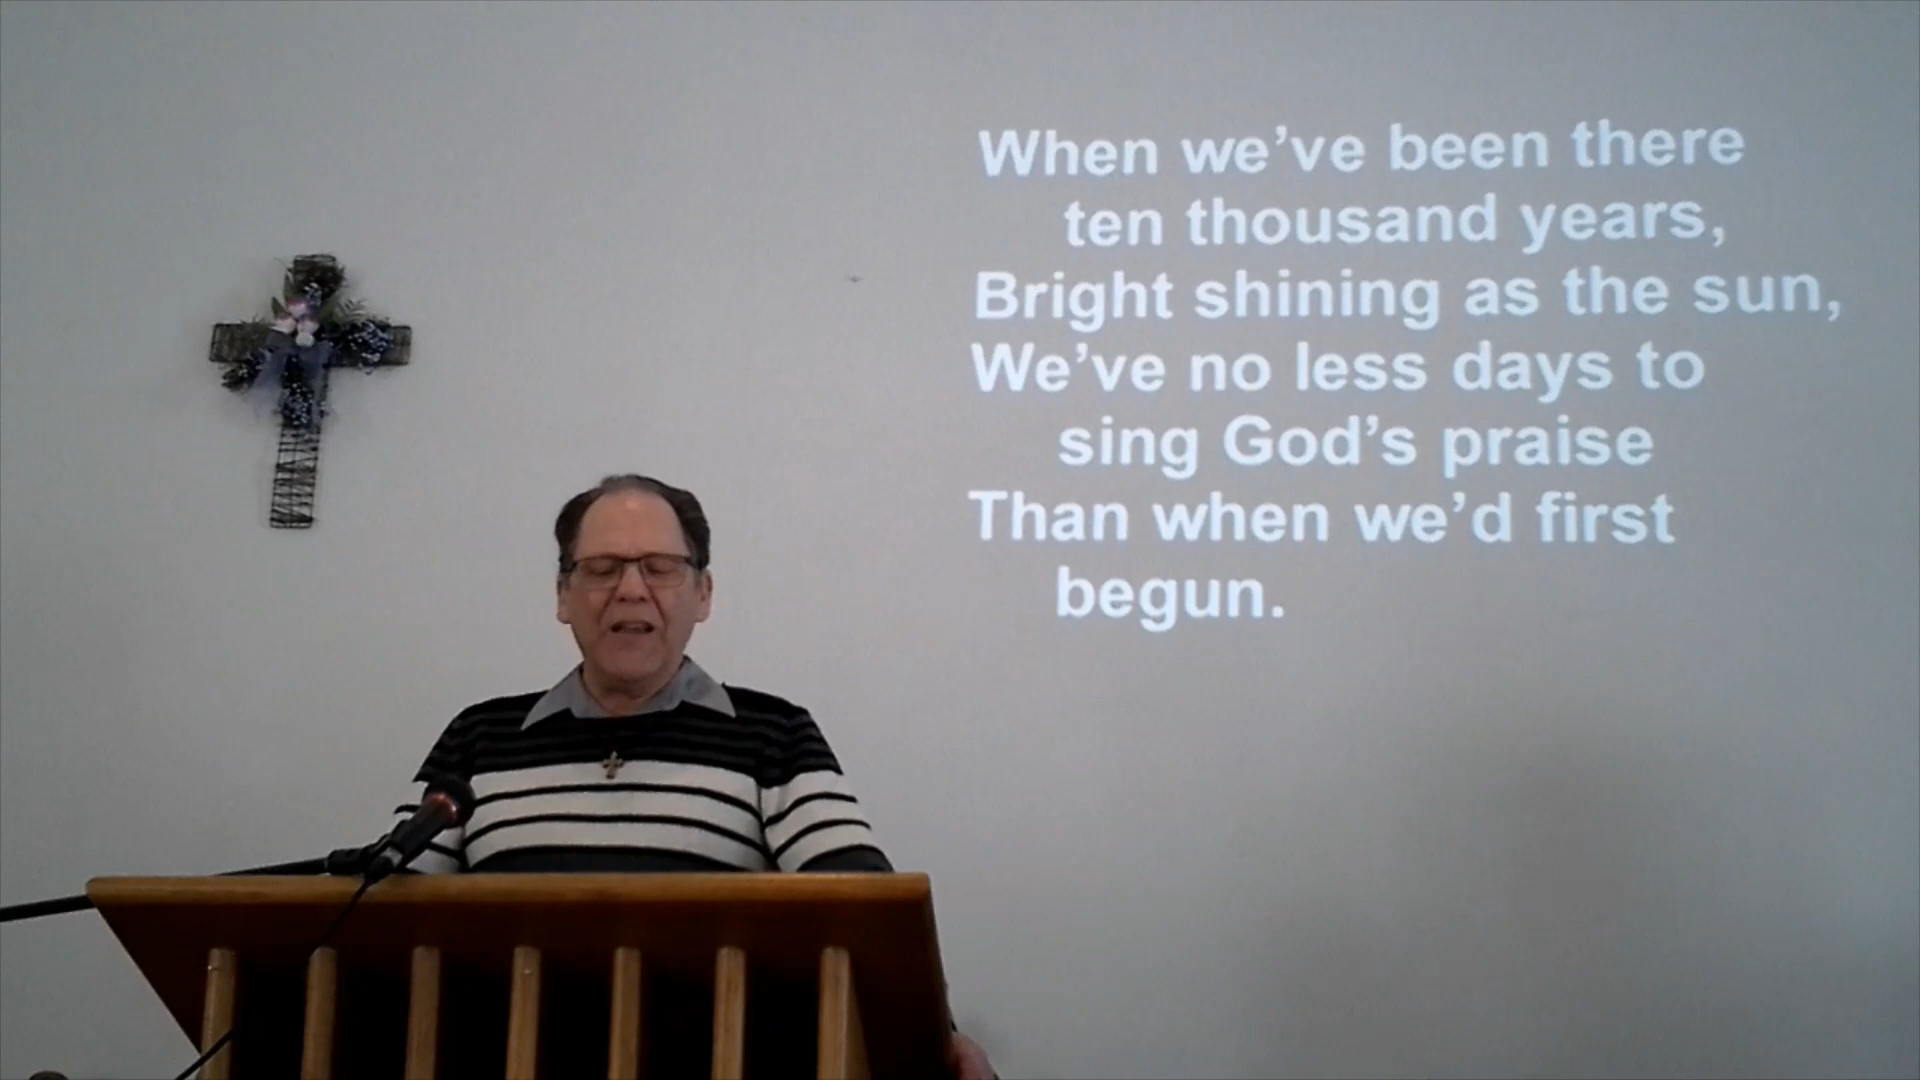 When we've been there
ten thousand years,
Bright shining as the sun,
We've no less days to
sing God's praise
Than when we'd first
begun.